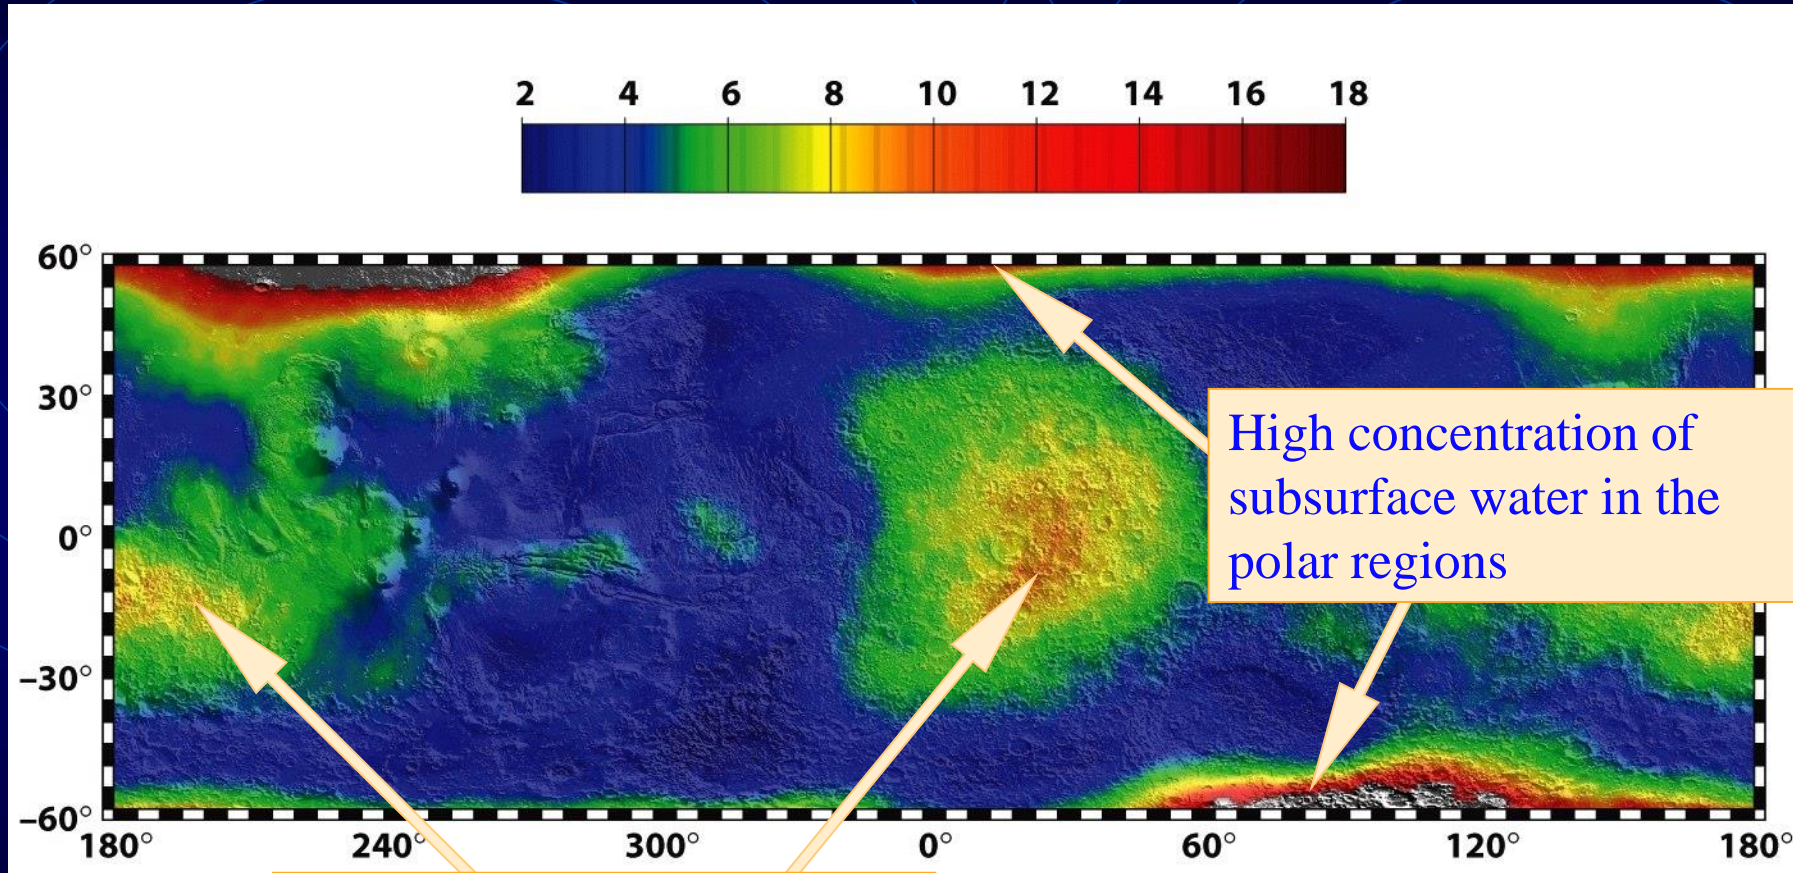 2 4 6 8 10 12 14 16 18
60°
30°
0°
–30°
–60°
180° 240° 300° 0° 60° 120° 180°
High concentration of
subsurface water in the
polar regions